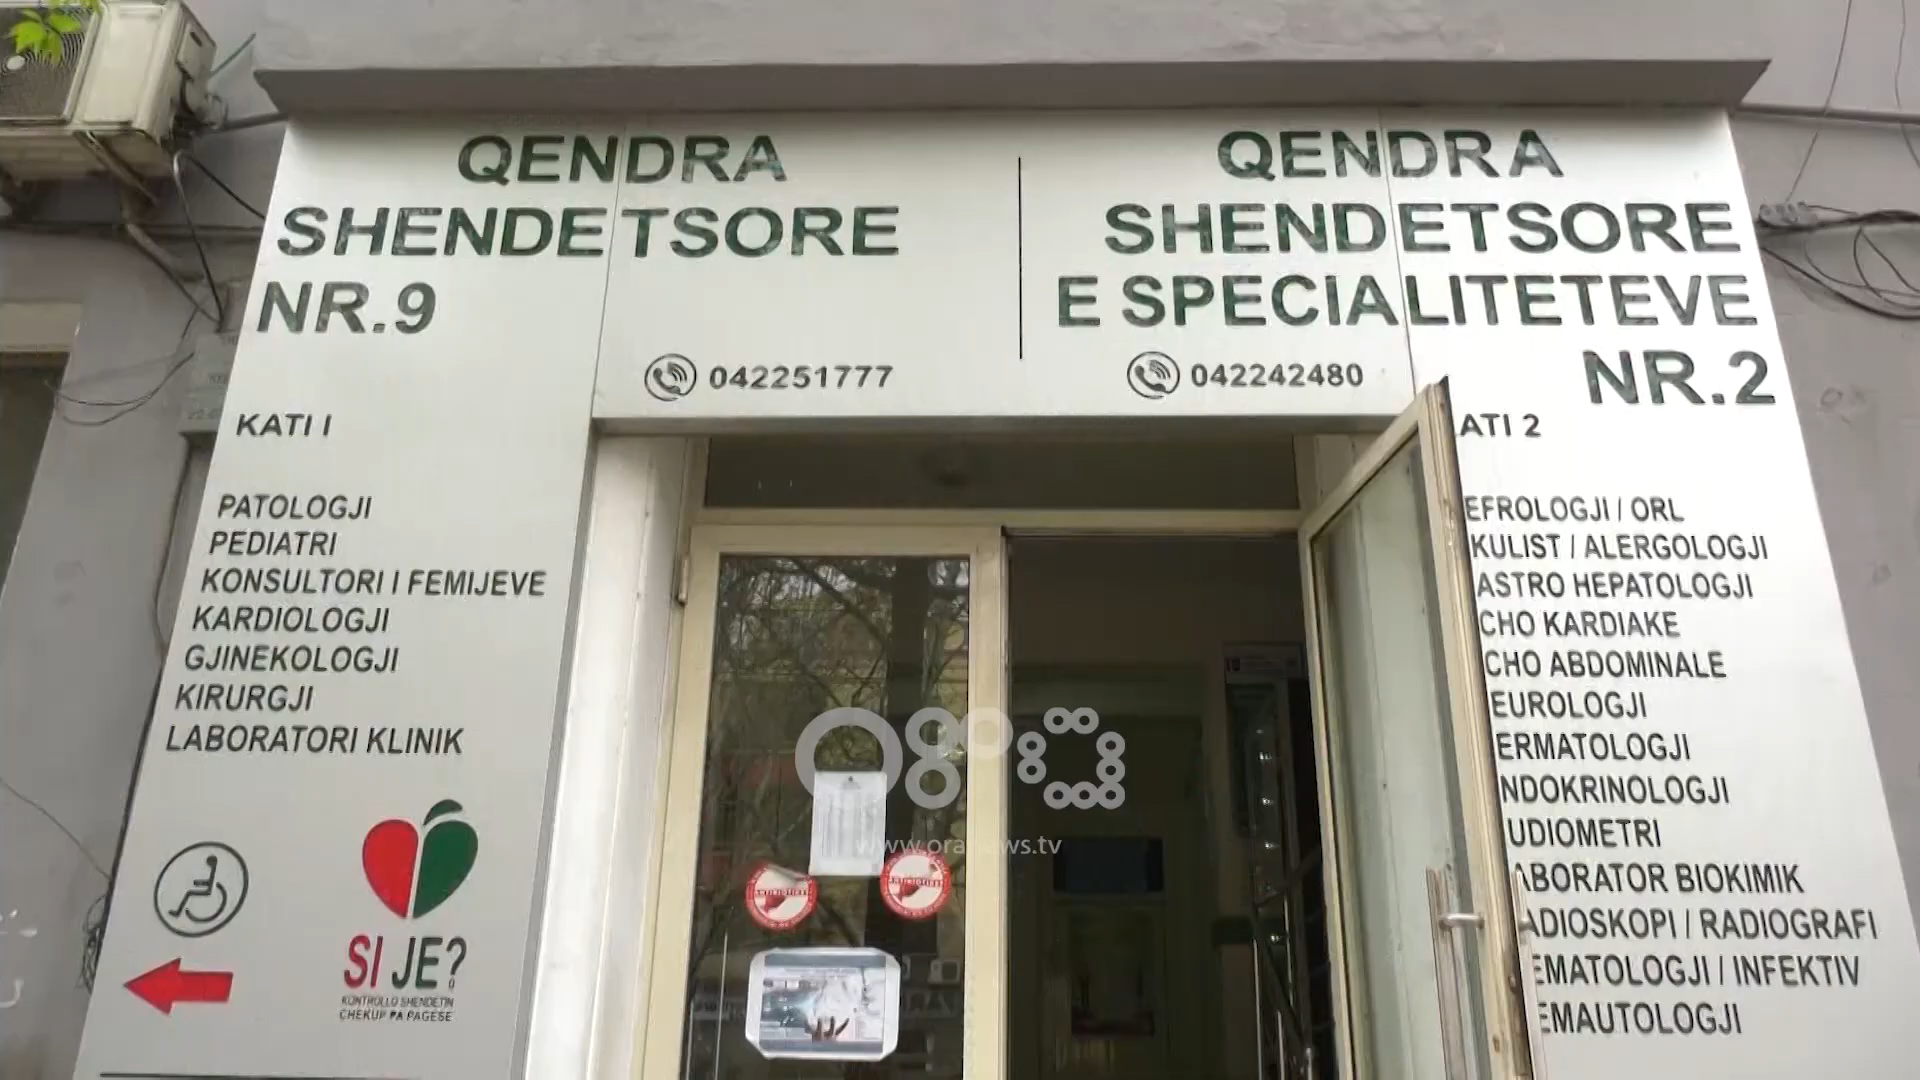 QENDRA
SHENDETSORE
NR.9
042251777
QENDRA
SHENDETSORE
E SPECIALITETEVE
NR.2
042242480
KATI I
PATOLOGJI
PEDIATRI
KONSULTORI I FEMIJEVE
KARDIOLOGJI
GJINEKOLOGJI
KIRURGJI
LABORATORI KLINIK
SI JE?
KONTROLLO SHENDETIN
CHEKUP PA PAGESE
ATI 2
EFROLOGJI / ORL
KULIST / ALERGOLOGJI
ASTRO HEPATOLOGJI
CHO KARDIAKE
CHO ABDOMINALE
EUROLOGJI
ERMATOLOGJI
NDOKRINOLOGJI
UDIOMETRI
ABORATOR BIOKIMIK
ADIOSKOPI / RADIOGRAFI
EMATOLOGJI / INFEKTIV
EMAUTOLOGJI
ora
www.oranews.tv